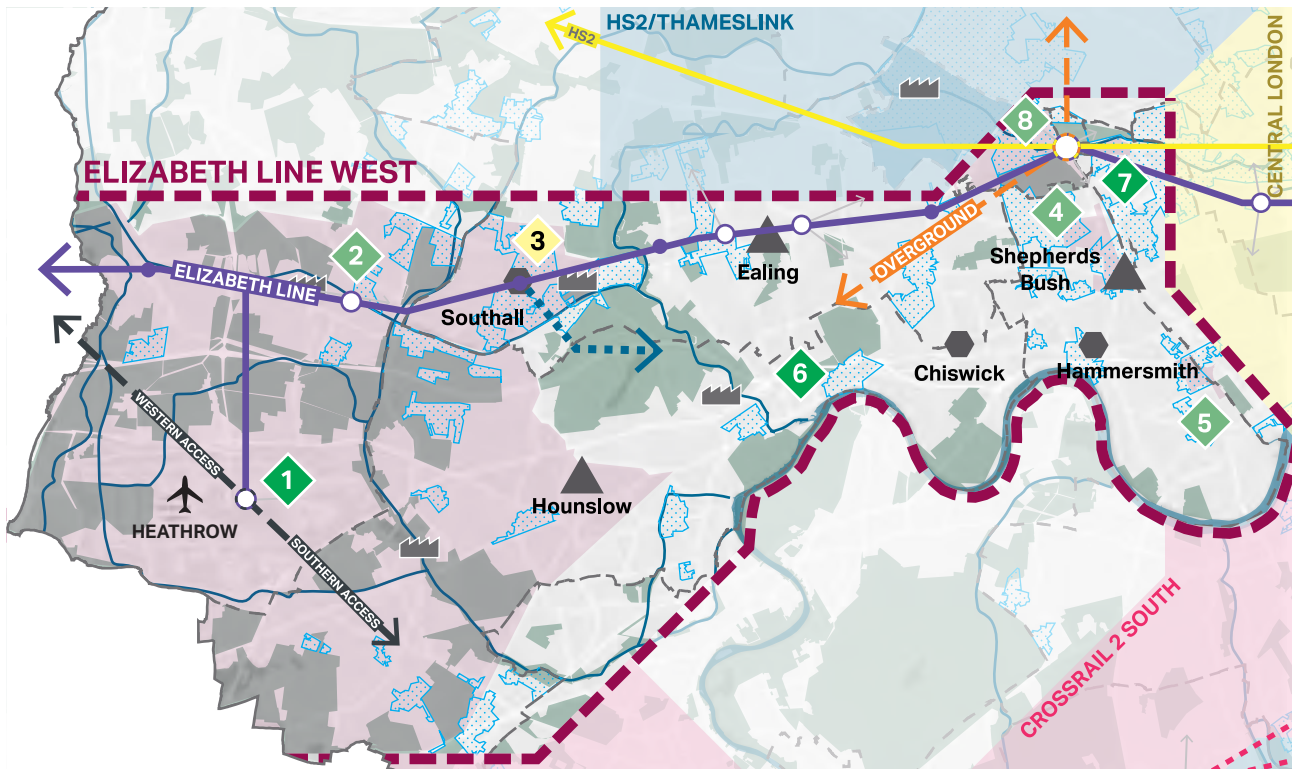 HS2/THAMESLINK
HS2
CENTRAL LONDON
8
ELIZABETH LINE WEST
7
4
3
2
OVERGROUND
Shepherds
Bush
Ealing
ELIZABETH LINE
Southall
6
Chiswick
Hammersmith
5
WESTERN ACCESS
1
HEATHROW
Hounslow
SOUTHERN ACCESS
CROSSRAIL 2 SOUTH